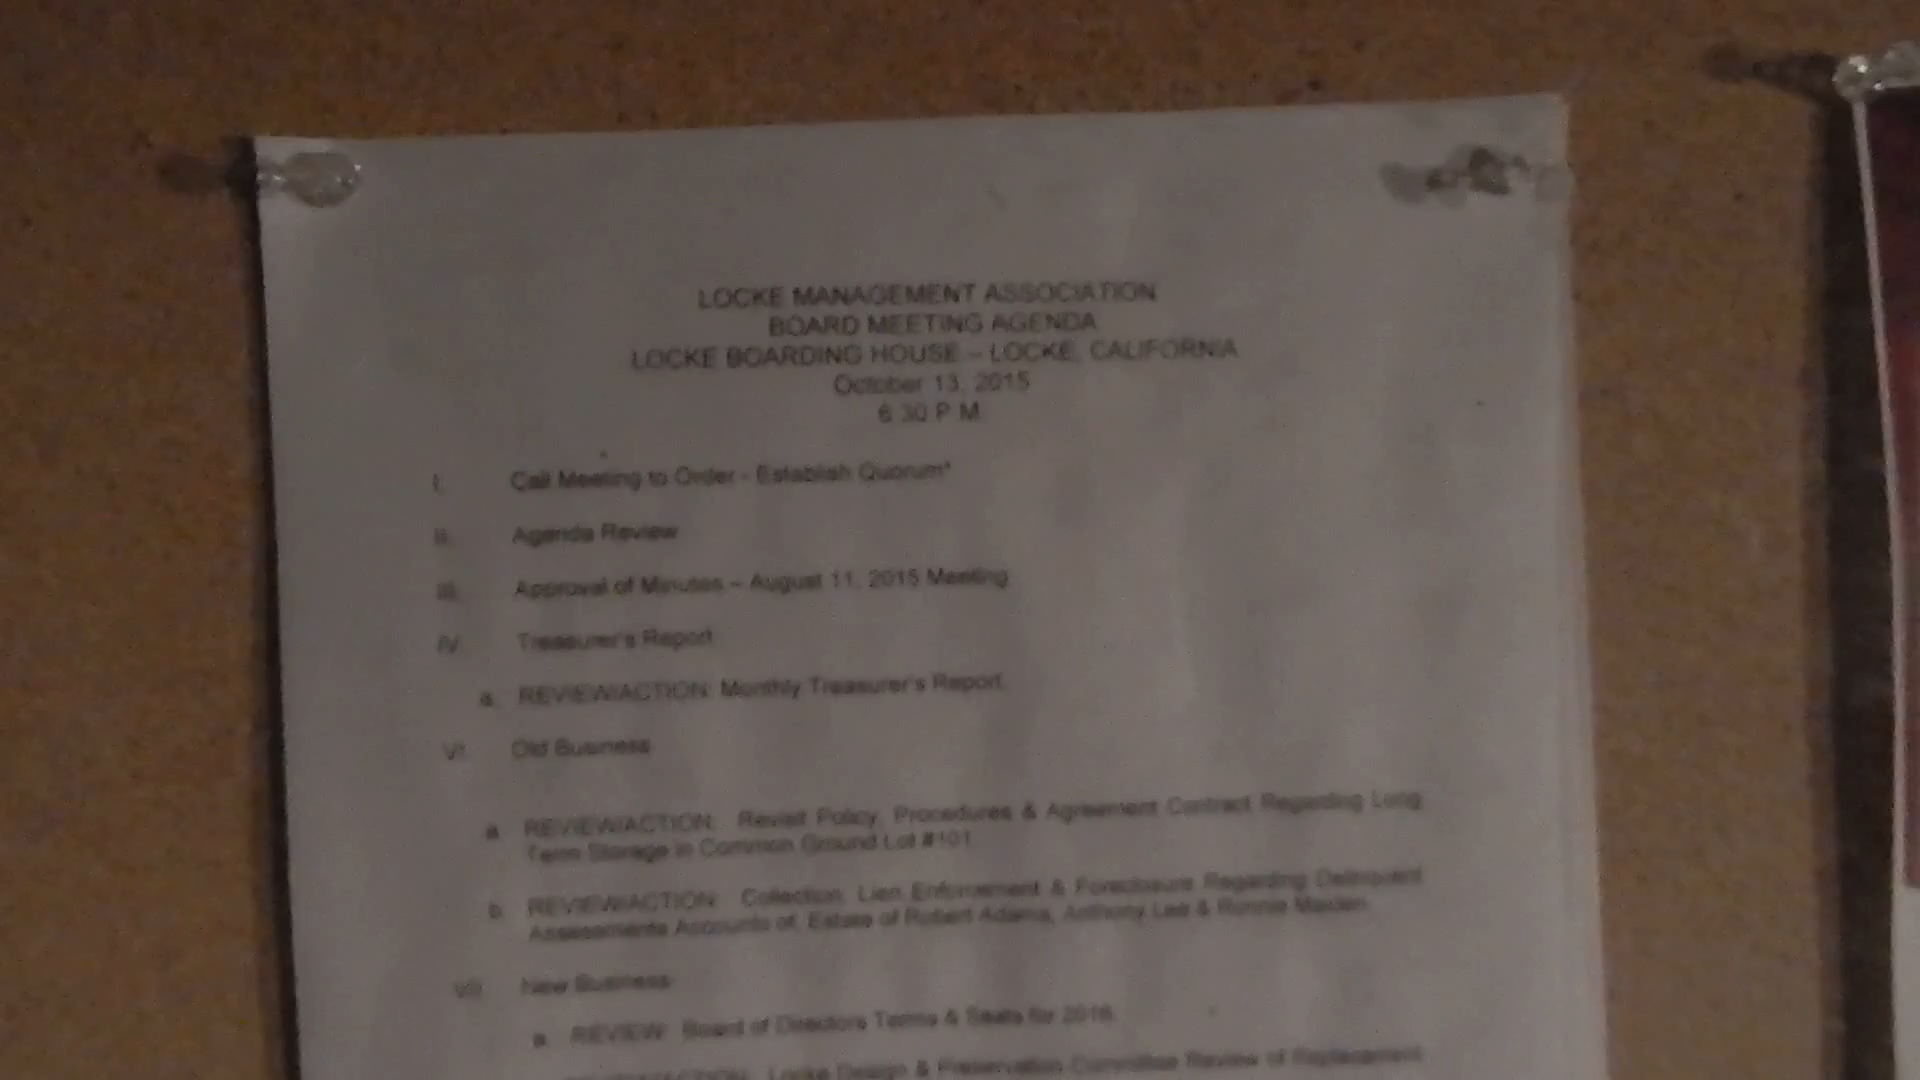 LOCKE MANAGEMENT ASSOCIATION
BOARD MEETING AGENDA
LOCKE BOARDING HOUSE – LOCKE, CALIFORNIA
October 13, 2015
6:30 P.M.
I. Call Meeting to Order - Establish Quorum*
II. Agenda Review
III. Approval of Minutes – August 11, 2015 Meeting
IV. Treasurer's Report
a. REVIEW/ACTION: Monthly Treasurer's Report.
VI. Old Business
a. REVIEW/ACTION: Revisit Policy, Procedures & Agreement Contract Regarding Long
Term Storage in Common Ground Lot #101
b. REVIEW/ACTION: Collection, Lien Enforcement & Foreclosure Regarding Delinquent
Assessments Accounts of: Estate of Robert Adams, Anthony & Ronnie
VII. New Business
a. REVIEW: Board of Directors Terms & Seats for 2016.
REVIEW/ACTION: Locke Design & Preservation Committee Review of Replacement